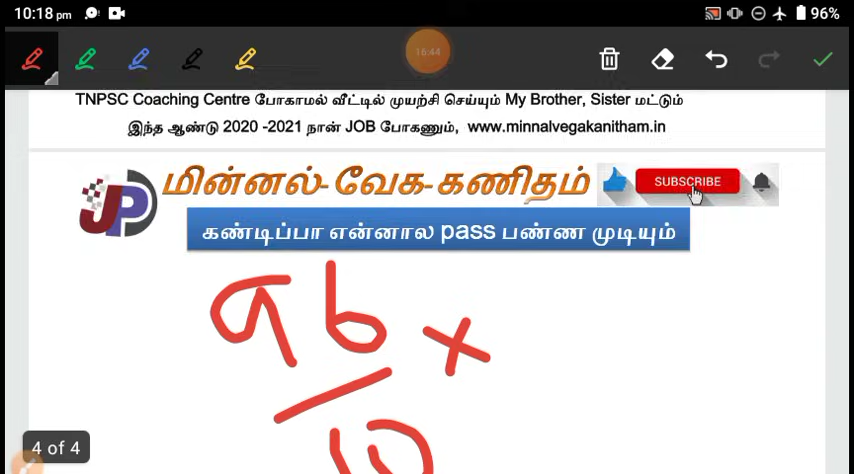 10:18 pm 96%
16:44
TNPSC Coaching Centre போகாமல் வீட்டில் முயற்சி செய்யும் My Brother, Sister மட்டும்
இந்த ஆண்டு 2020 -2021 நான் JOB போகணும், www.minnalvegakanitham.in
JP மின்னல்-வேக-கணிதம் SUBSCRIBE
கண்டிப்பா என்னால pass பண்ண முடியும்
ab ×
4 of 4